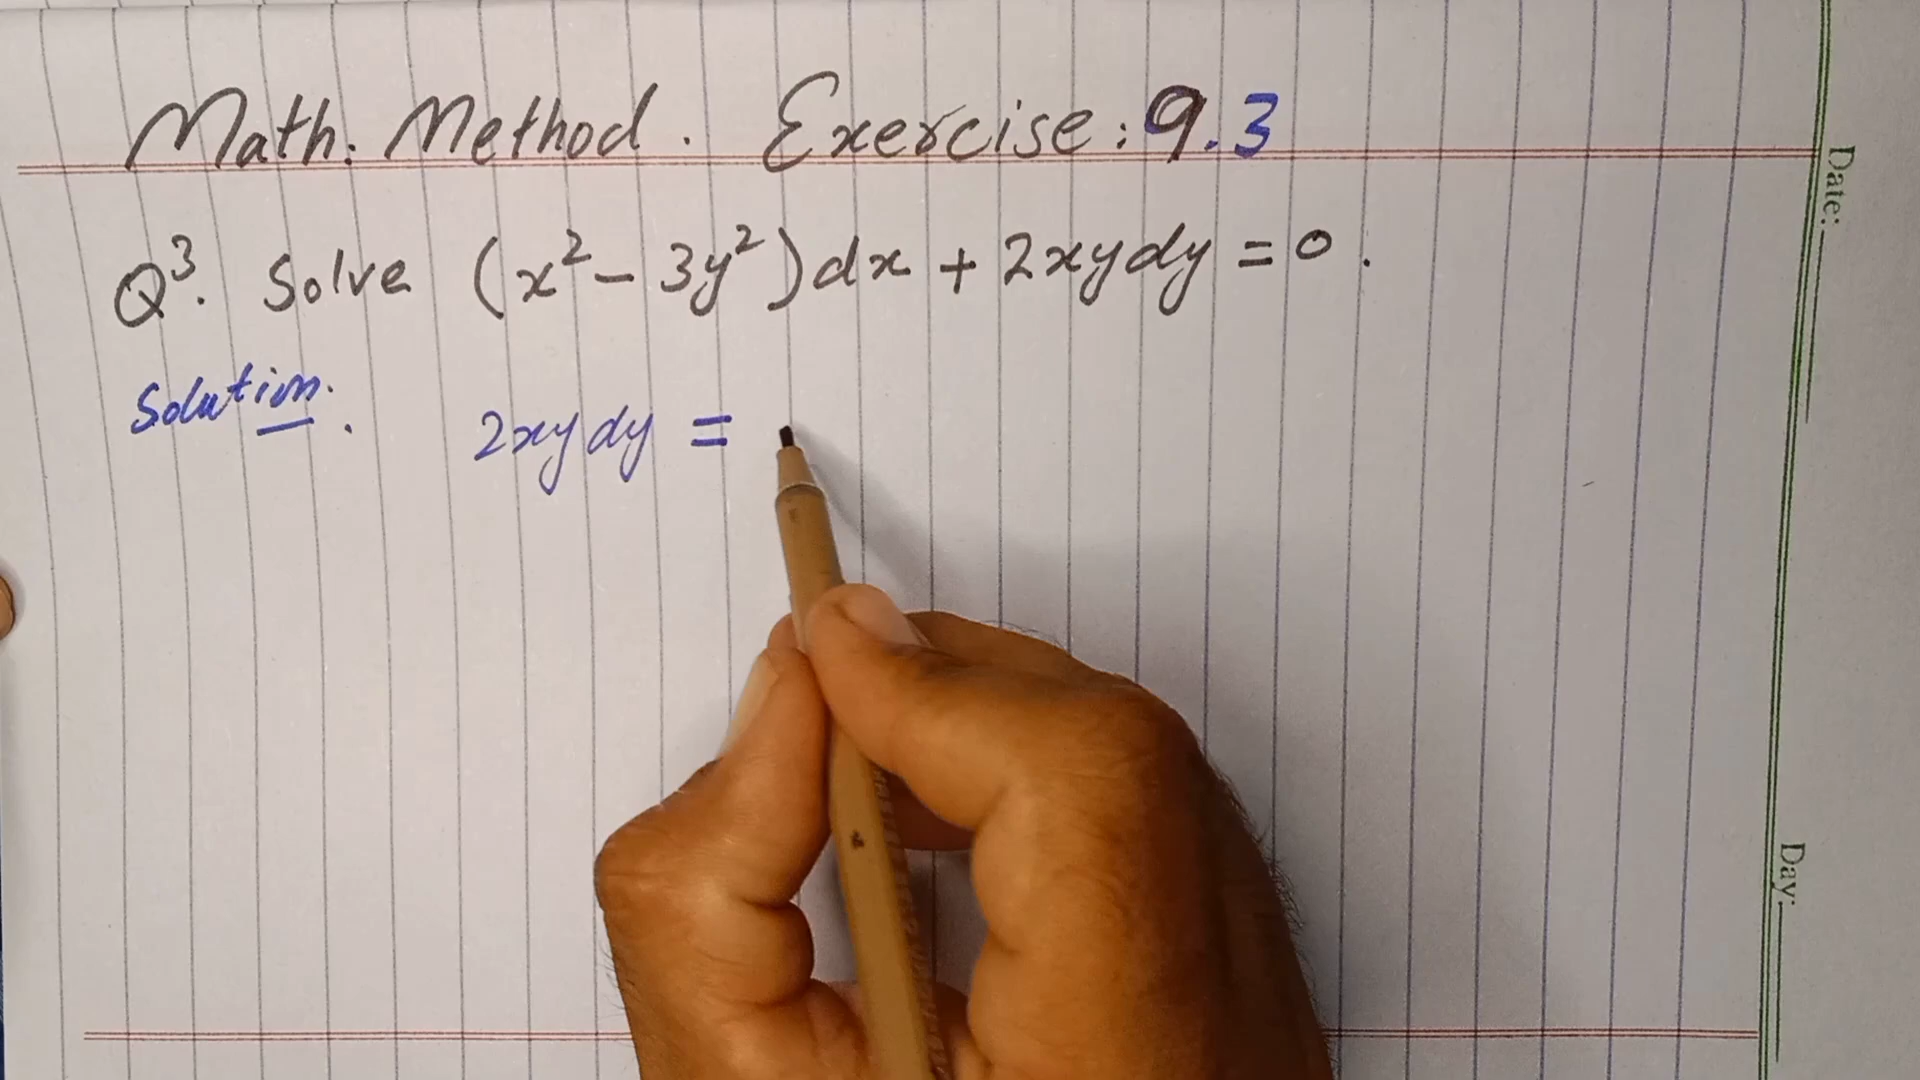 Math. Method. Exercise: 9.3
Q3. Solve (x² - 3y²)dx + 2xydy = 0.
Solution. 2xydy =
Date:
Day: